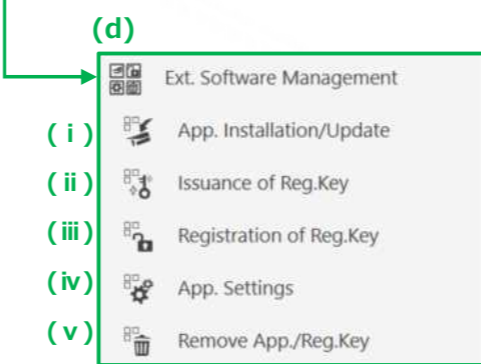 (d)
Ext. Software Management
(ⅰ) App. Installation/Update
(ⅱ) Issuance of Reg.Key
(ⅲ) Registration of Reg.Key
(ⅳ) App. Settings
(ⅴ) Remove App./Reg.Key